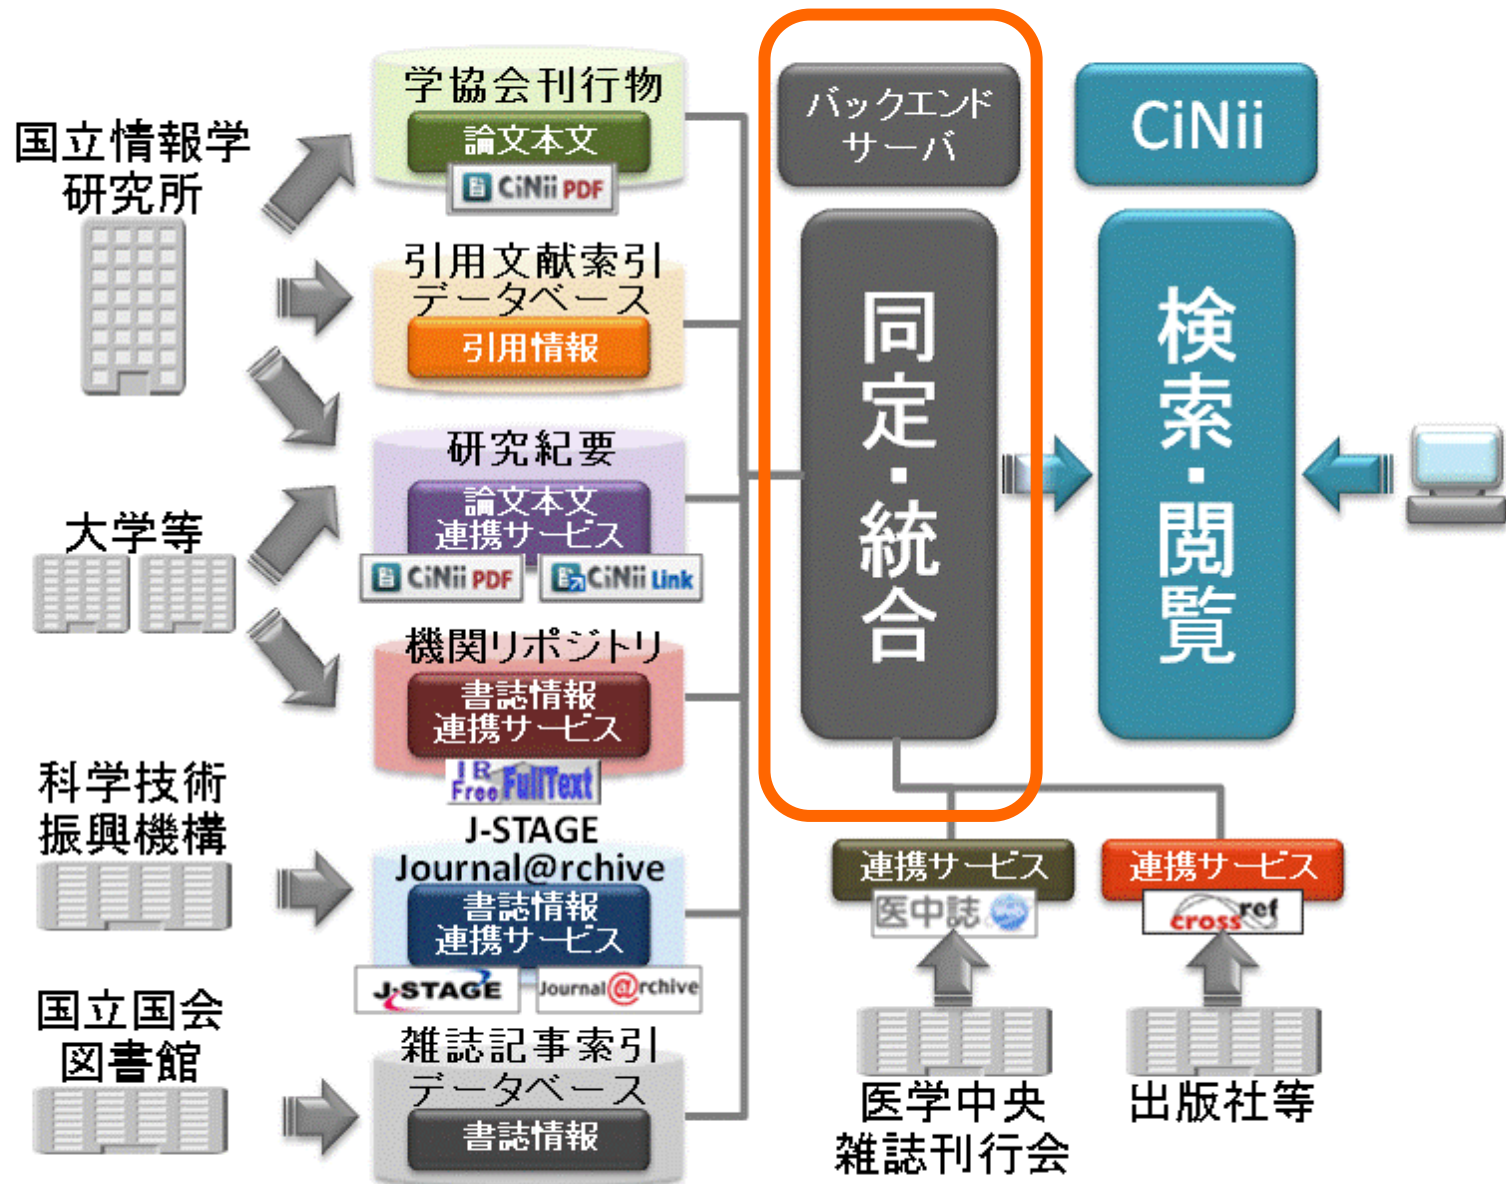 国立情報学
研究所
大学等
科学技術
振興機構
国立国会
図書館
学協会刊行物
論文本文
CiNii PDF
引用文献索引
データベース
引用情報
研究紀要
論文本文
連携サービス
CiNii PDF
CiNii Link
機関リポジトリ
書誌情報
連携サービス
IR
Free FullText
J-STAGE
Journal@rchive
書誌情報
連携サービス
J-STAGE
Journal@rchive
雑誌記事索引
データベース
書誌情報
バックエンド
サーバ
同定・統合
CiNii
検索・閲覧
連携サービス
医中誌
連携サービス
crossref
医学中央
雑誌刊行会
出版社等